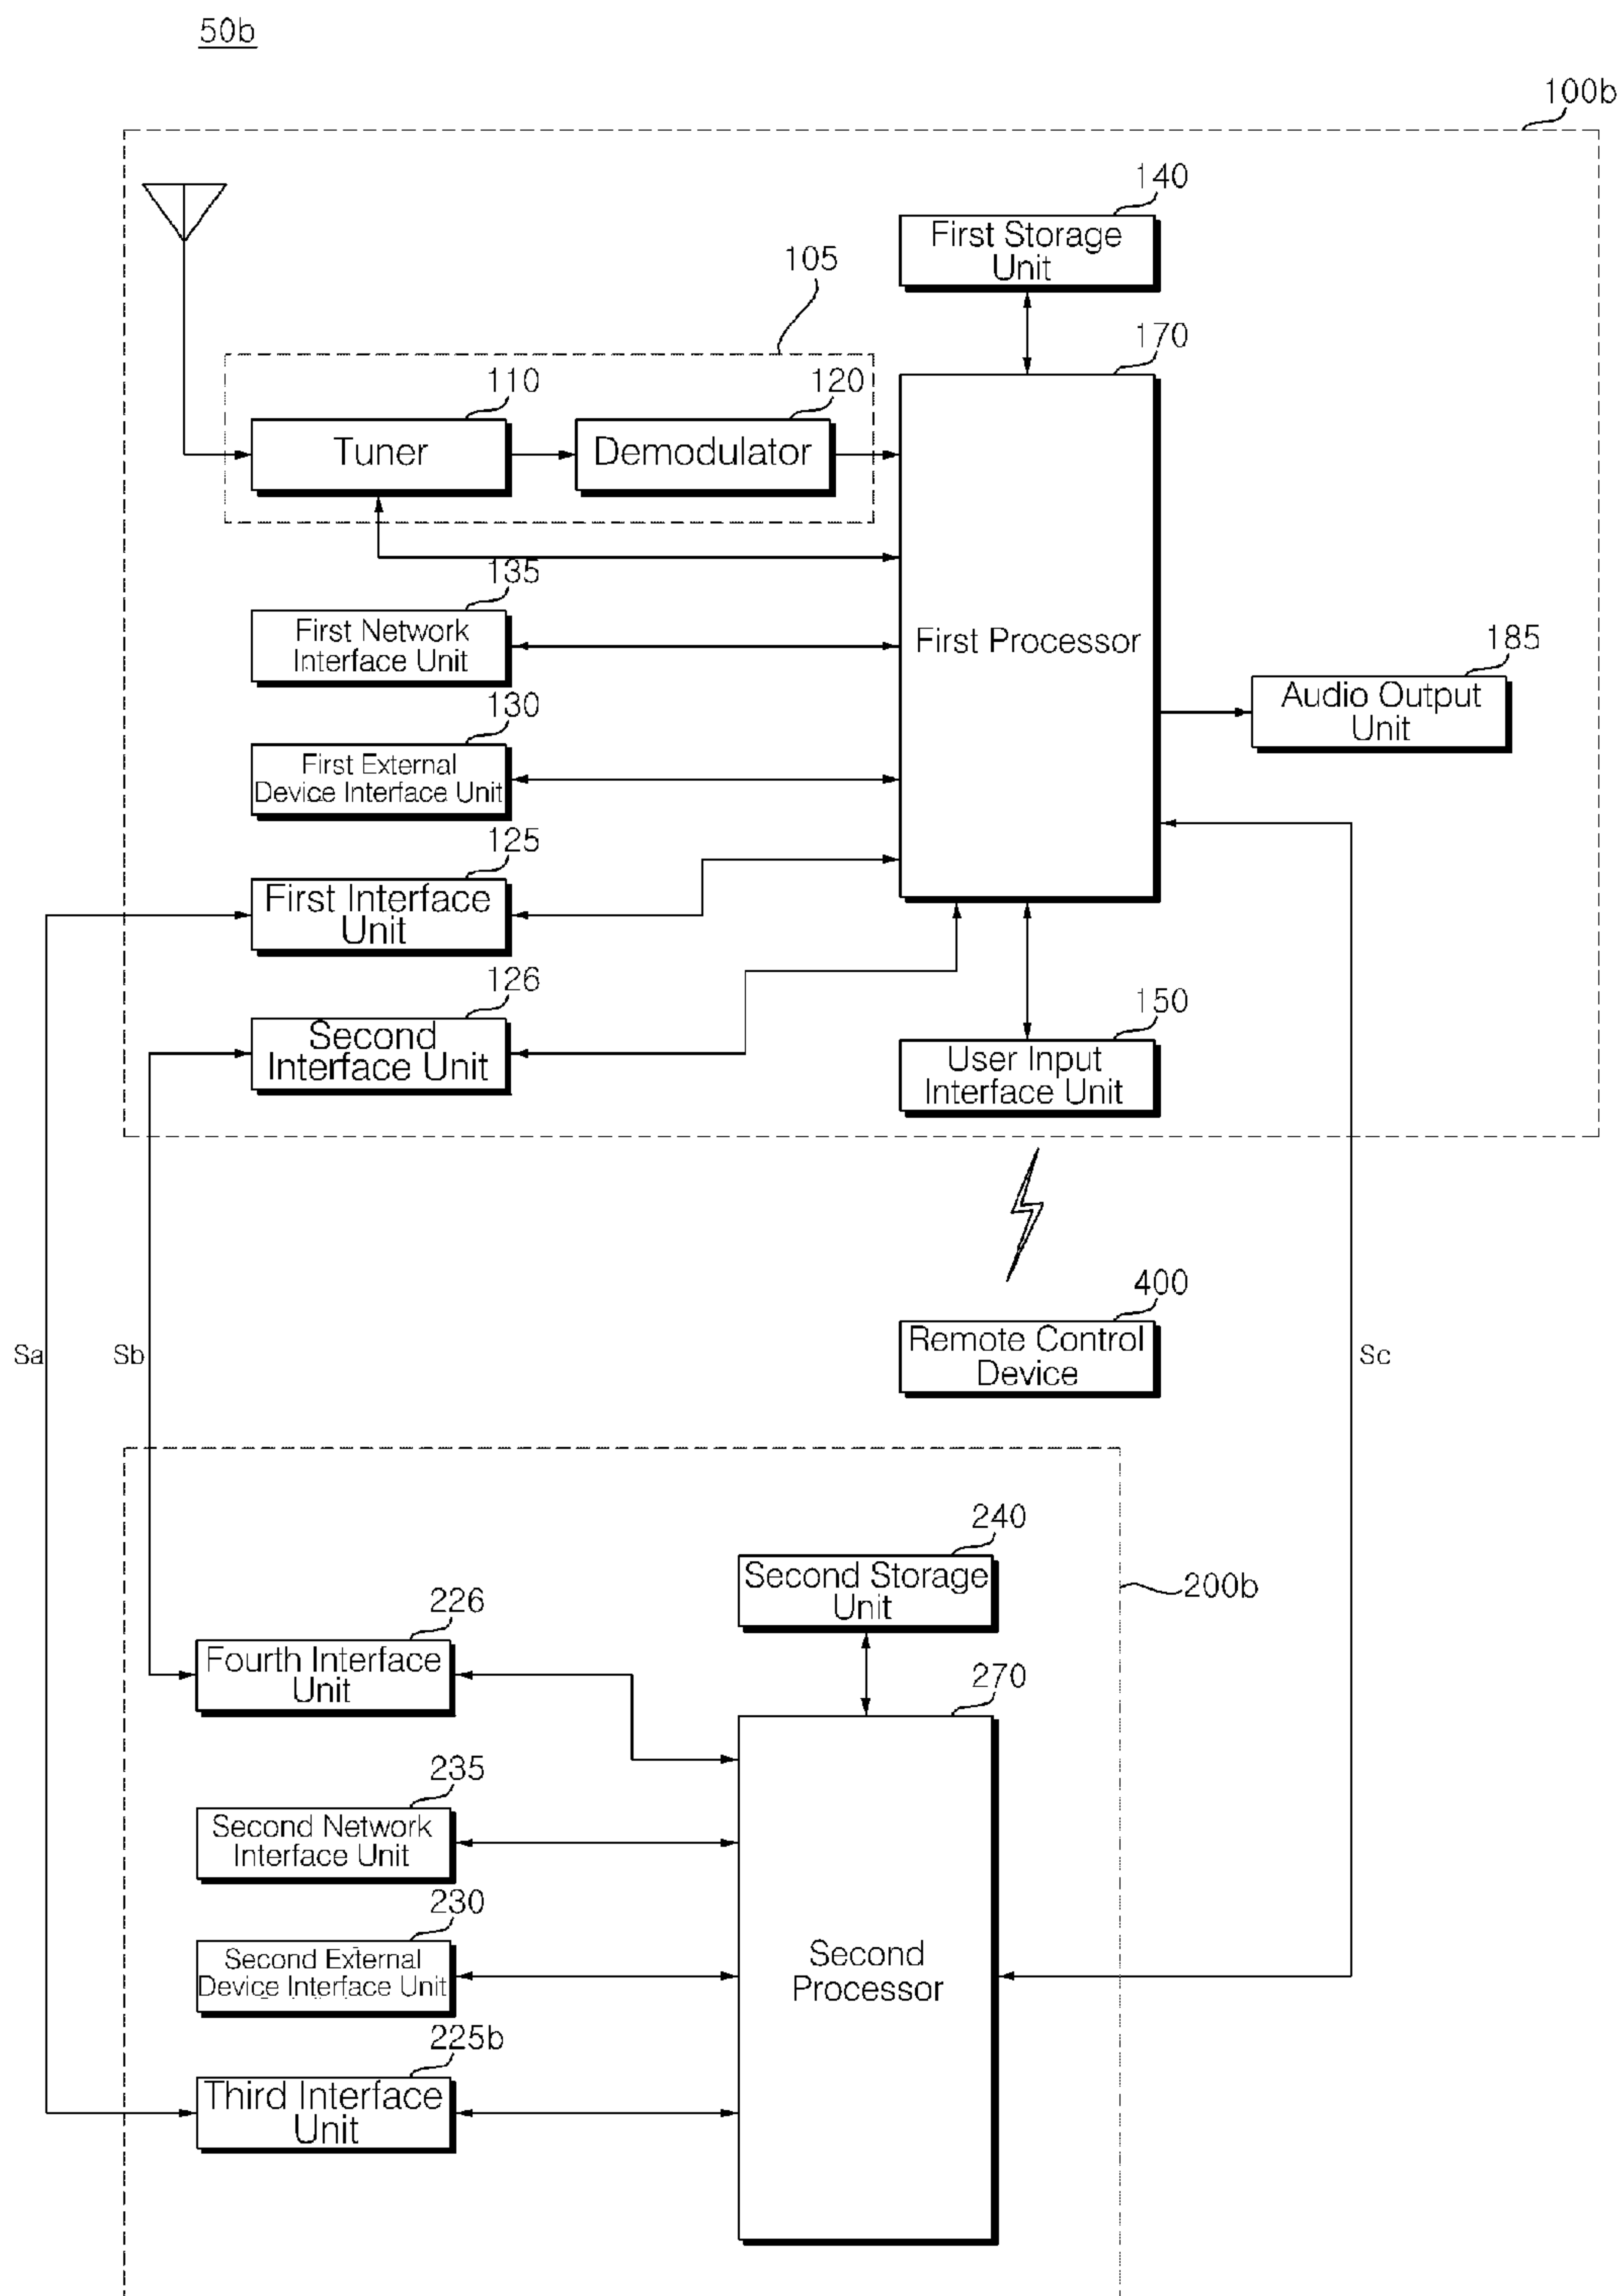 50b
100b
140
First Storage
Unit
105
170
110
120
Tuner
Demodulator
135
First Network
Interface Unit
First Processor
185
Audio Output
Unit
130
First External
Device Interface Unit
125
First Interface
Unit
126
Second
Interface Unit
150
User Input
Interface Unit
400
Remote Control
Device
Sa
Sb
Sc
240
Second Storage
Unit
200b
226
Fourth Interface
Unit
270
235
Second Network
Interface Unit
230
Second External
Device Interface Unit
Second
Processor
225b
Third Interface
Unit